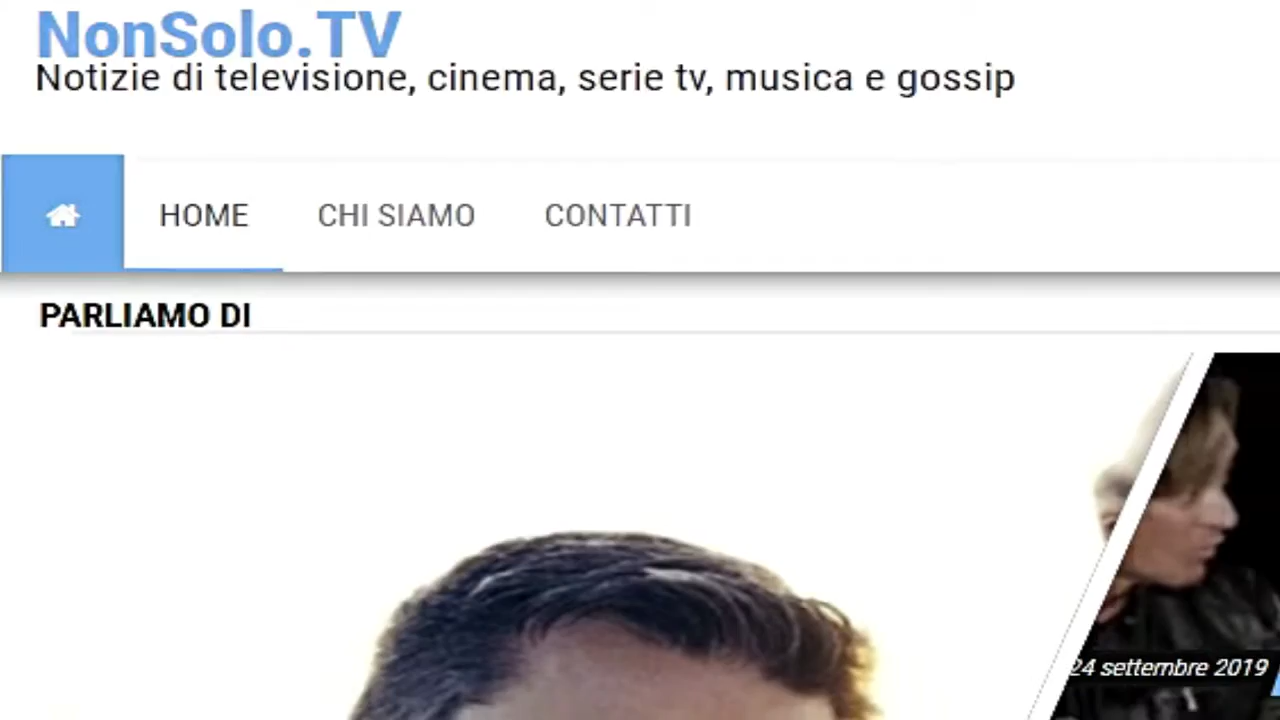 NonSolo.TV
Notizie di televisione, cinema, serie tv, musica e gossip
HOME CHI SIAMO CONTATTI
PARLIAMO DI
24 settembre 2019